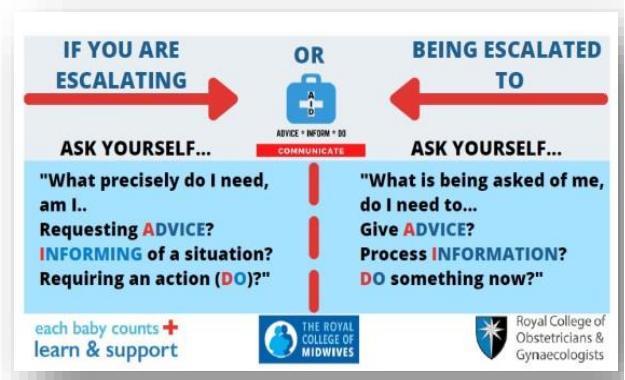 IF YOU ARE
ESCALATING
OR
BEING ESCALATED
TO
A
I
D
ADVICE + INFORM + DO
COMMUNICATE
ASK YOURSELF...
"What precisely do I need,
am I..
Requesting ADVICE?
INFORMING of a situation?
Requiring an action (DO)?"
ASK YOURSELF...
"What is being asked of me,
do I need to...
Give ADVICE?
Process INFORMATION?
DO something now?"
each baby counts +
learn & support
THE ROYAL
COLLEGE OF
MIDWIVES
Royal College of
Obstetricians &
Gynaecologists